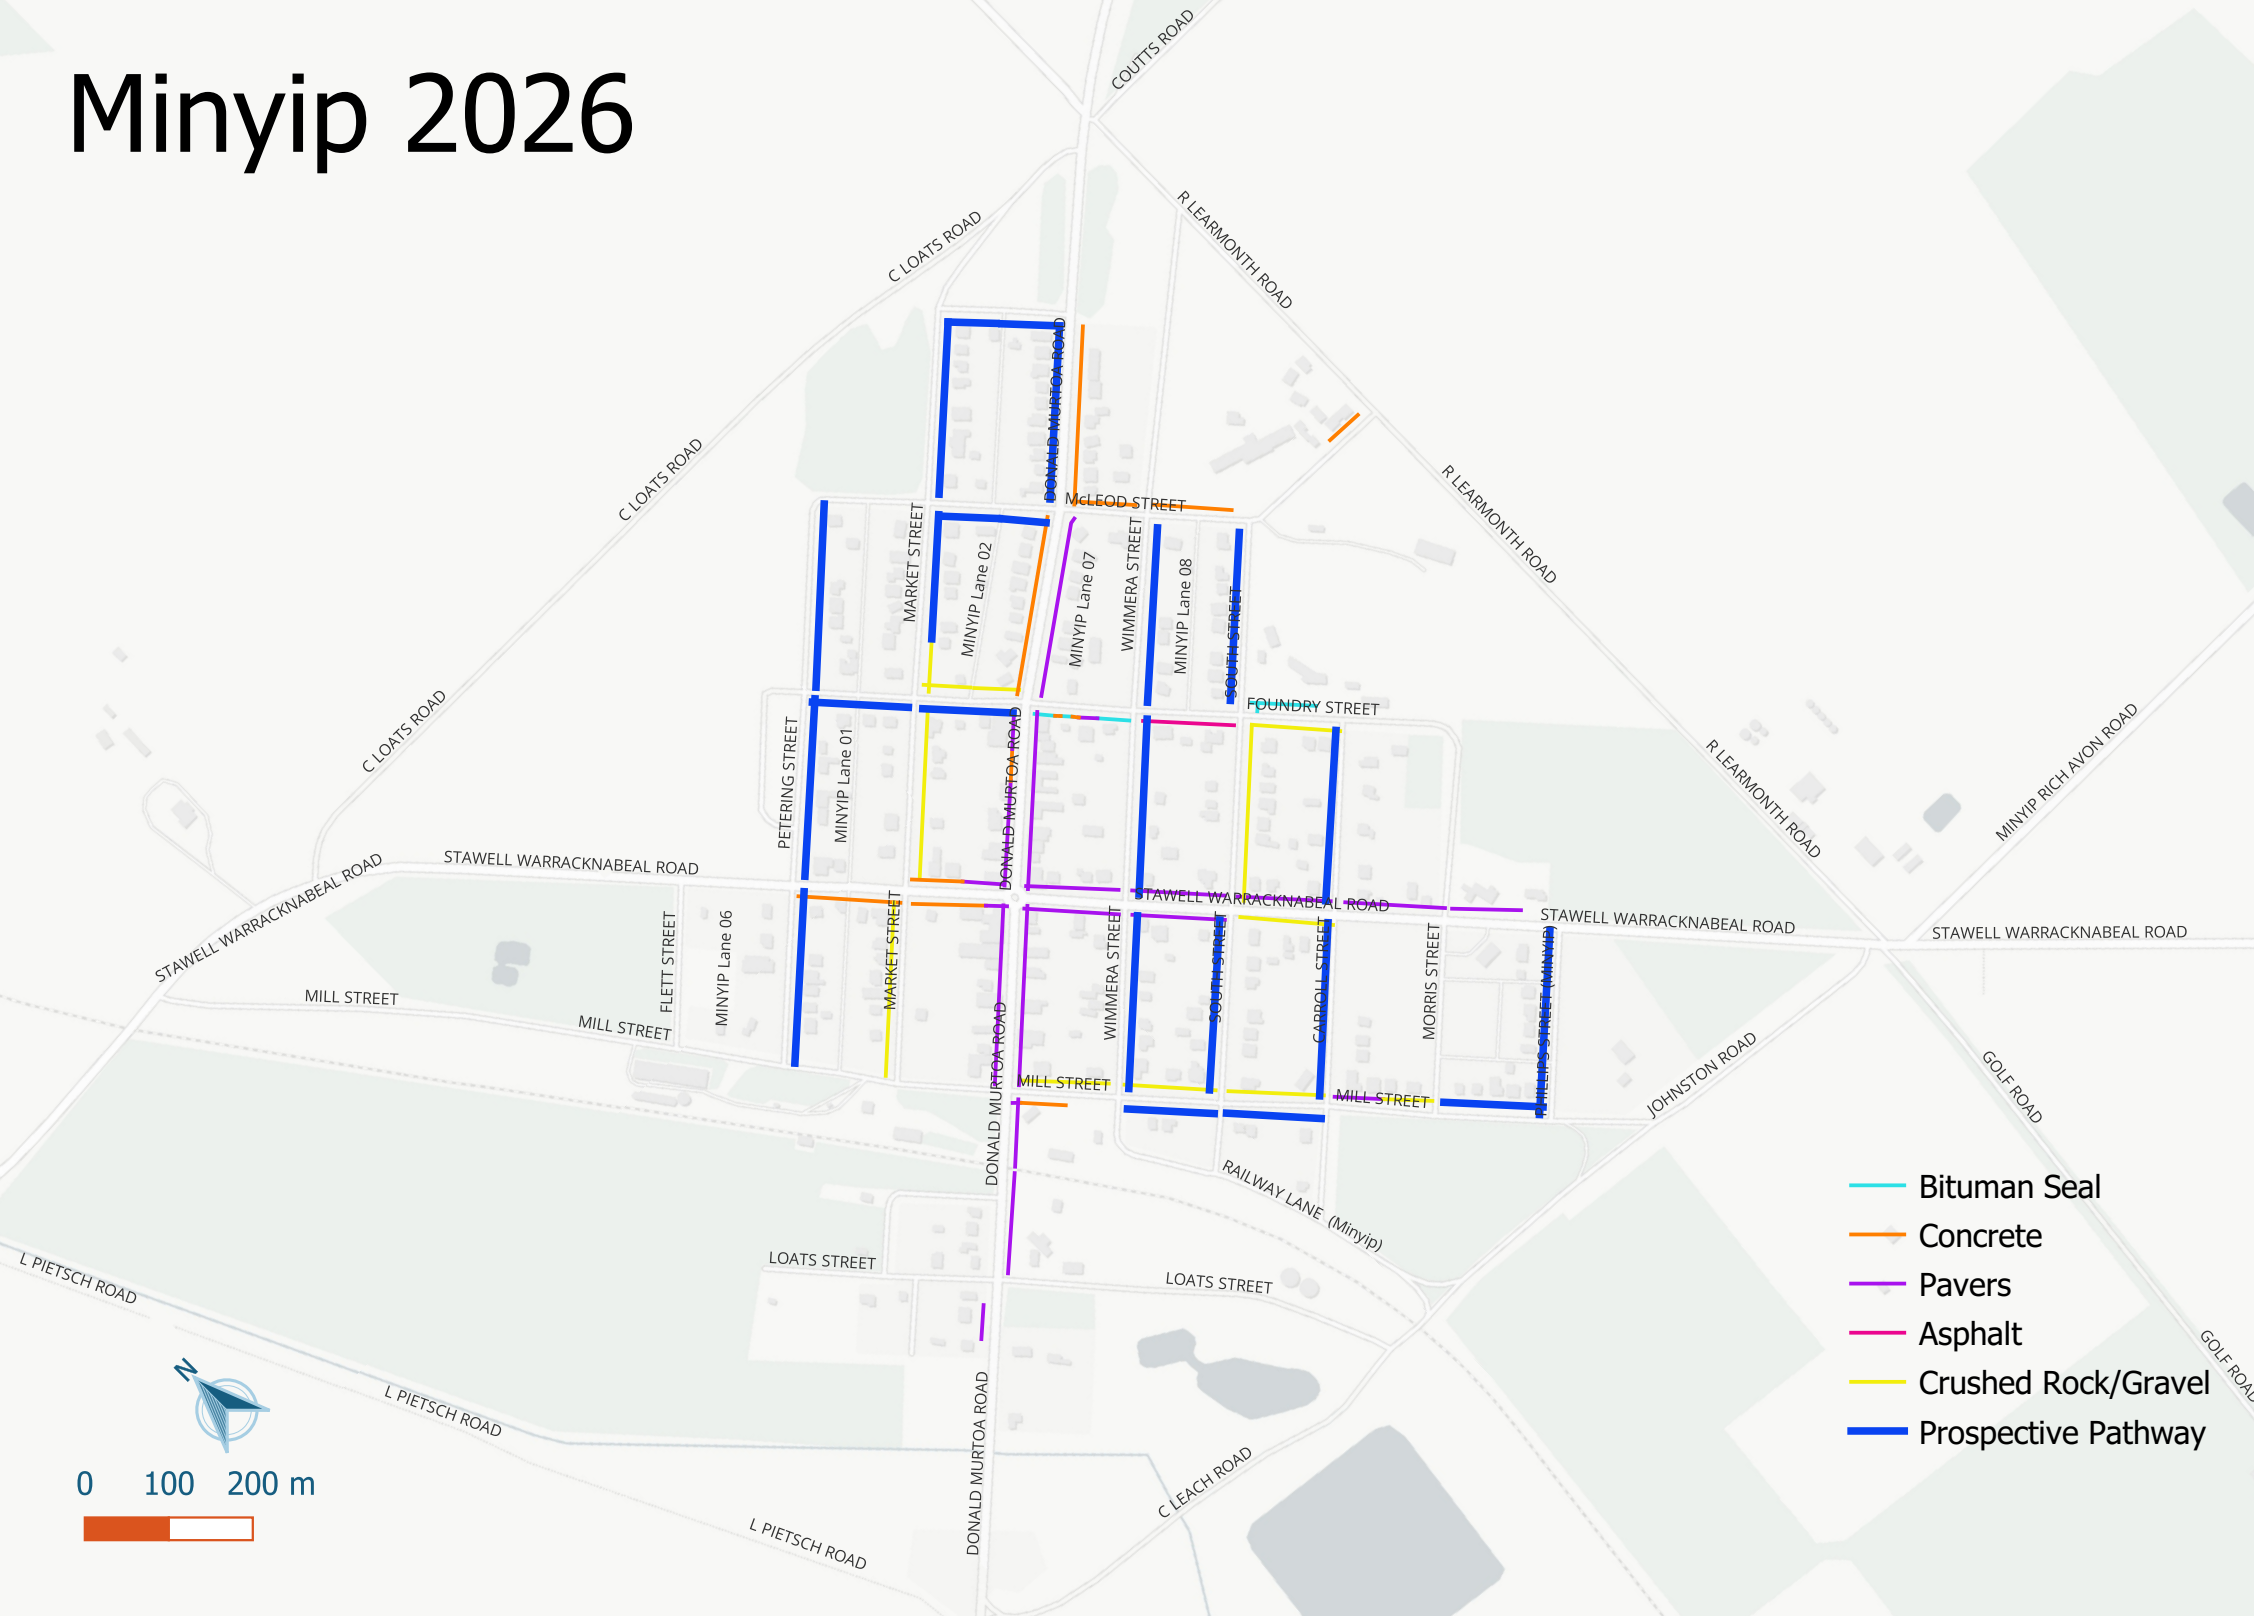 Minyip 2026
COUTTS ROAD
R LEARMONTH ROAD
C LOATS ROAD
DONALD MURTOA ROAD
C LOATS ROAD
R LEARMONTH ROAD
McLEOD STREET
MARKET STREET
MINYIP Lane 02
MINYIP Lane 07
WIMMERA STREET
MINYIP Lane 08
SOUTH STREET
C LOATS ROAD
FOUNDRY STREET
PETERING STREET
MINYIP Lane 01
DONALD MURTOA ROAD
R LEARMONTH ROAD
MINYIP RICH AVON ROAD
STAWELL WARRACKNABEAL ROAD
STAWELL WARRACKNABEAL ROAD
STAWELL WARRACKNABEAL ROAD
STAWELL WARRACKNABEAL ROAD
STAWELL WARRACKNABEAL ROAD
FLETT STREET
MINYIP Lane 06
MARKET STREET
WIMMERA STREET
SOUTH STREET
CARROLL STREET
MORRIS STREET
PHILLIPS STREET (MINYIP)
MILL STREET
MILL STREET
DONALD MURTOA ROAD
MILL STREET
MILL STREET
JOHNSTON ROAD
GOLF ROAD
RAILWAY LANE (Minyip)
L PIETSCH ROAD
LOATS STREET
LOATS STREET
GOLF ROAD
L PIETSCH ROAD
DONALD MURTOA ROAD
C LEACH ROAD
L PIETSCH ROAD
Bituman Seal
Concrete
Pavers
Asphalt
Crushed Rock/Gravel
Prospective Pathway
N
0 100 200 m